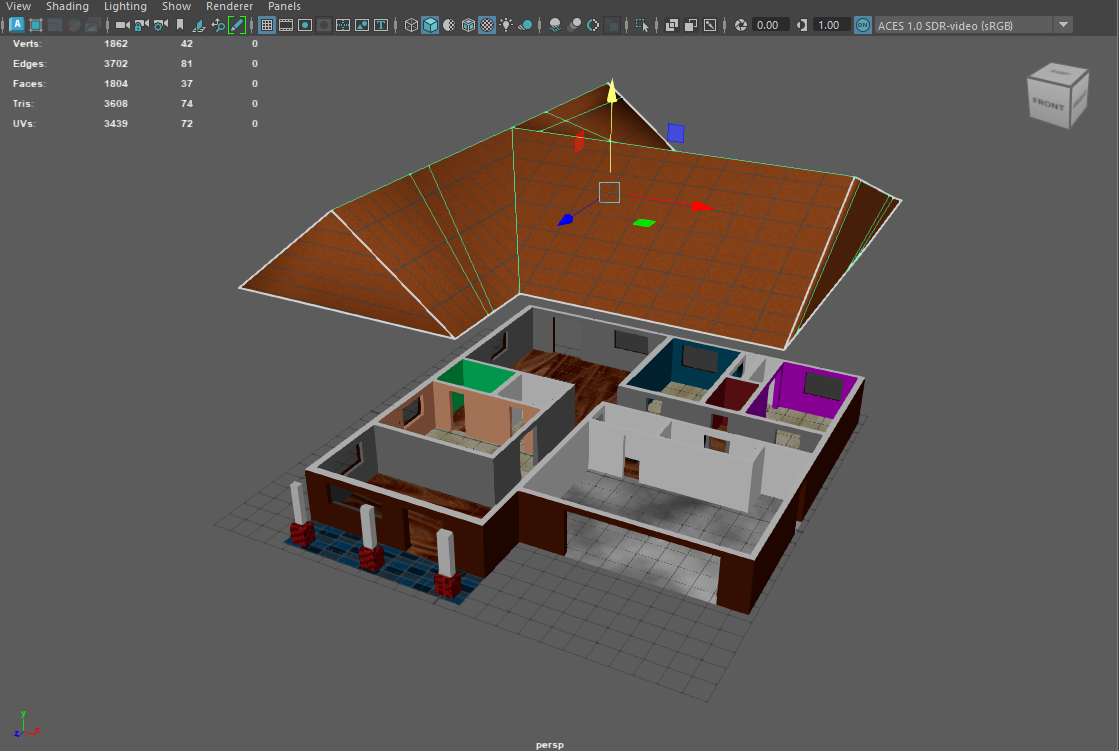 View Shading Lighting Show Renderer Panels
0.00 1.00 ON ACES 1.0 SDR-video (sRGB)
Verts: 1862 42 0
Edges: 3702 81 0
Faces: 1804 37 0
Tris: 3608 74 0
UVs: 3439 72 0
FRONT
y
z x
persp